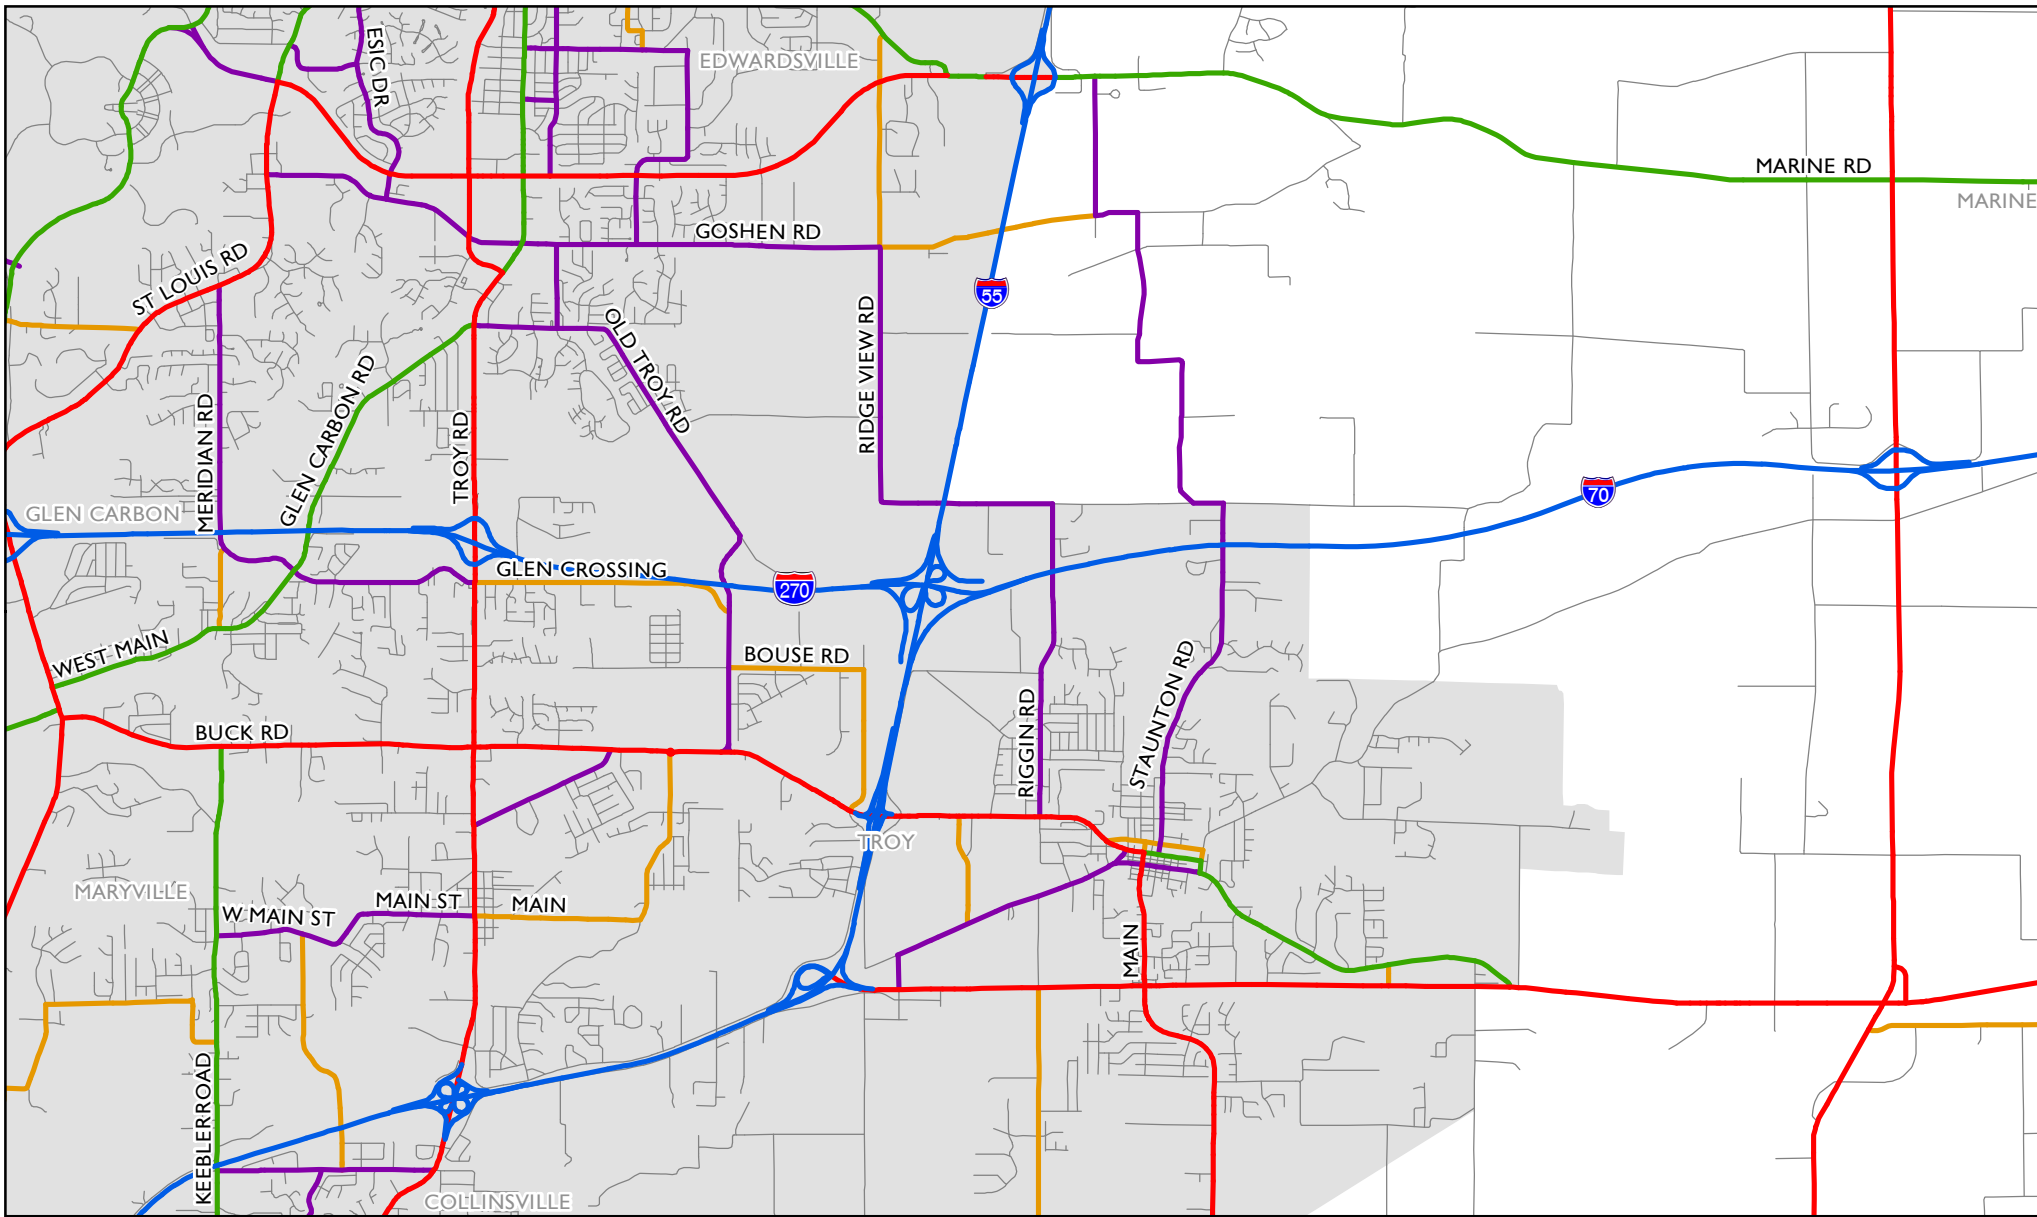 ESIC DR
EDWARDSVILLE
MARINE RD
MARINE
GOSHEN RD
ST LOUIS RD
55
OLD TROY RD
RIDGE VIEW RD
GLEN CARBON RD
MERIDIAN RD
TROY RD
70
GLEN CARBON
GLEN CROSSING
270
WEST MAIN
BOUSE RD
STAUNTON RD
RIGGIN RD
BUCK RD
TROY
MARYVILLE
MAIN ST
MAIN
W MAIN ST
MAIN
KEEBLERROAD
COLLINSVILLE